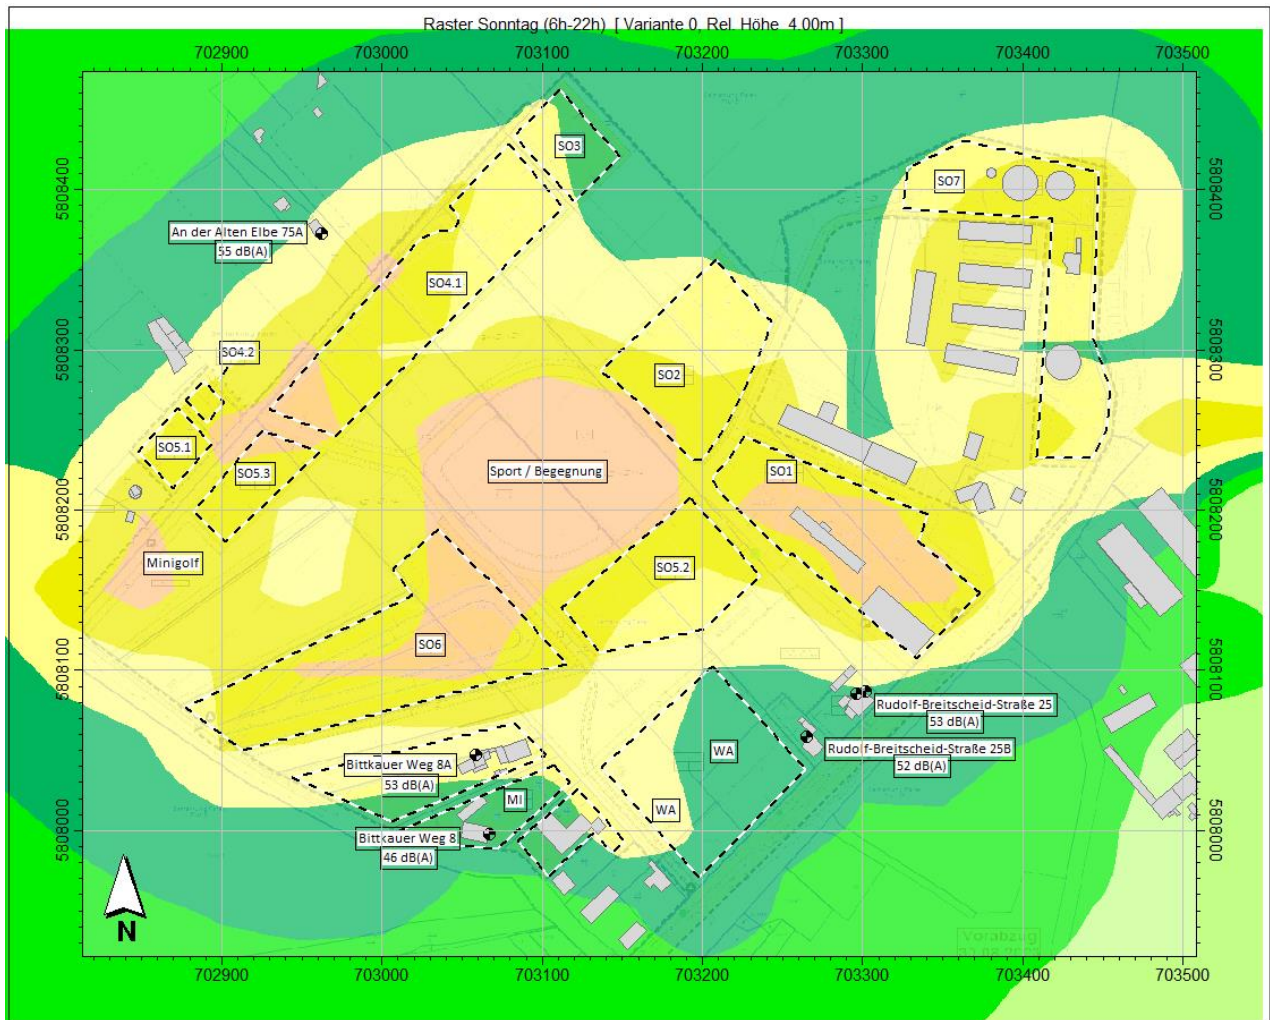 Raster Sonntag (6h-22h) [ Variante 0, Rel. Höhe 4.00m ]
702900 703000 703100 703200 703300 703400 703500
5808400
5808300
5808200
5808100
5808000
5808400
5808300
5808200
5808100
5808000
SO3
SO7
An der Alten Elbe 75A
55 dB(A)
SO4.1
SO4.2
SO2
SO5.1
SO5.3
Sport / Begegnung
SO1
Minigolf
SO5.2
SO6
Rudolf-Breitscheid-Straße 25
53 dB(A)
WA
Rudolf-Breitscheid-Straße 25B
52 dB(A)
Bittkauer Weg 8A
53 dB(A)
MI
WA
Bittkauer Weg 8
46 dB(A)
N
Vorabzug
702900 703000 703100 703200 703300 703400 703500